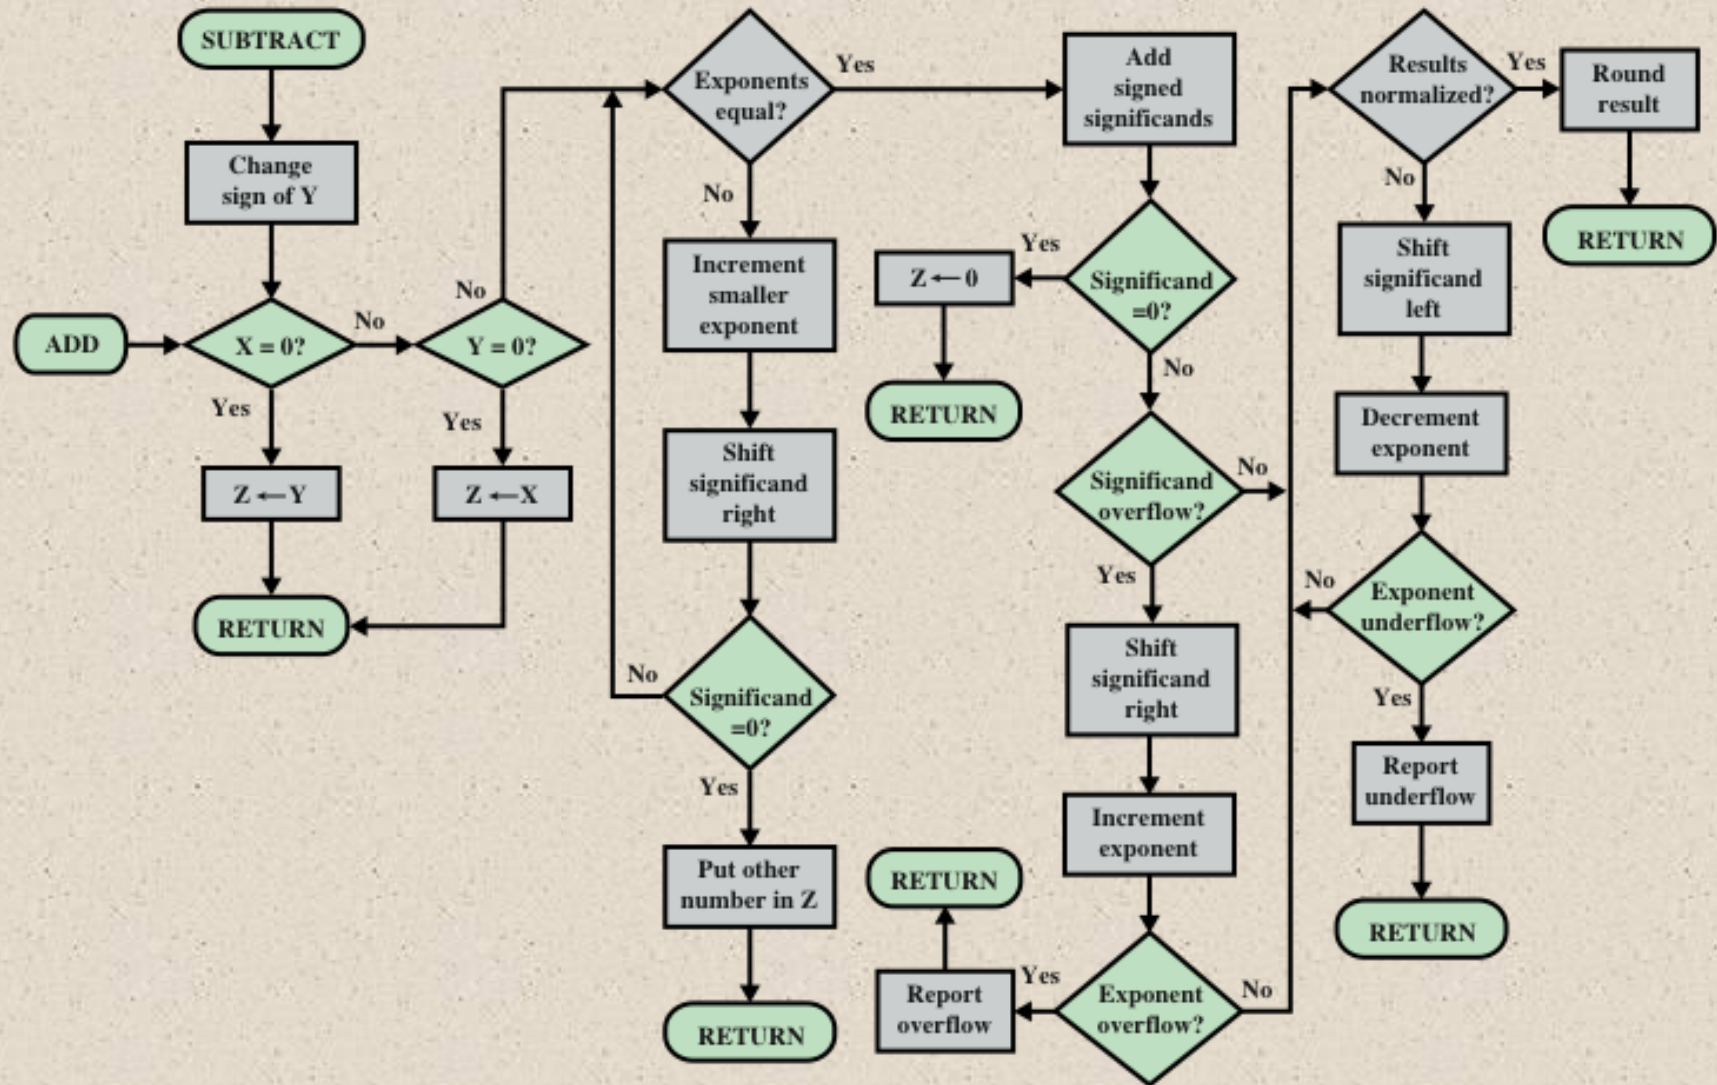 SUBTRACT
Change
sign of Y
ADD
X = 0?
No
Yes
Z ← Y
RETURN
Y = 0?
No
Yes
Z ← X
Exponents
equal?
Yes
No
Increment
smaller
exponent
Shift
significand
right
Significand
=0?
No
Yes
Put other
number in Z
RETURN
Add
signed
significands
Significand
=0?
Yes
Z ← 0
RETURN
No
Significand
overflow?
No
Yes
Shift
significand
right
Increment
exponent
Exponent
overflow?
Yes
Report
overflow
RETURN
No
Results
normalized?
Yes
Round
result
RETURN
No
Shift
significand
left
Decrement
exponent
Exponent
underflow?
No
Yes
Report
underflow
RETURN